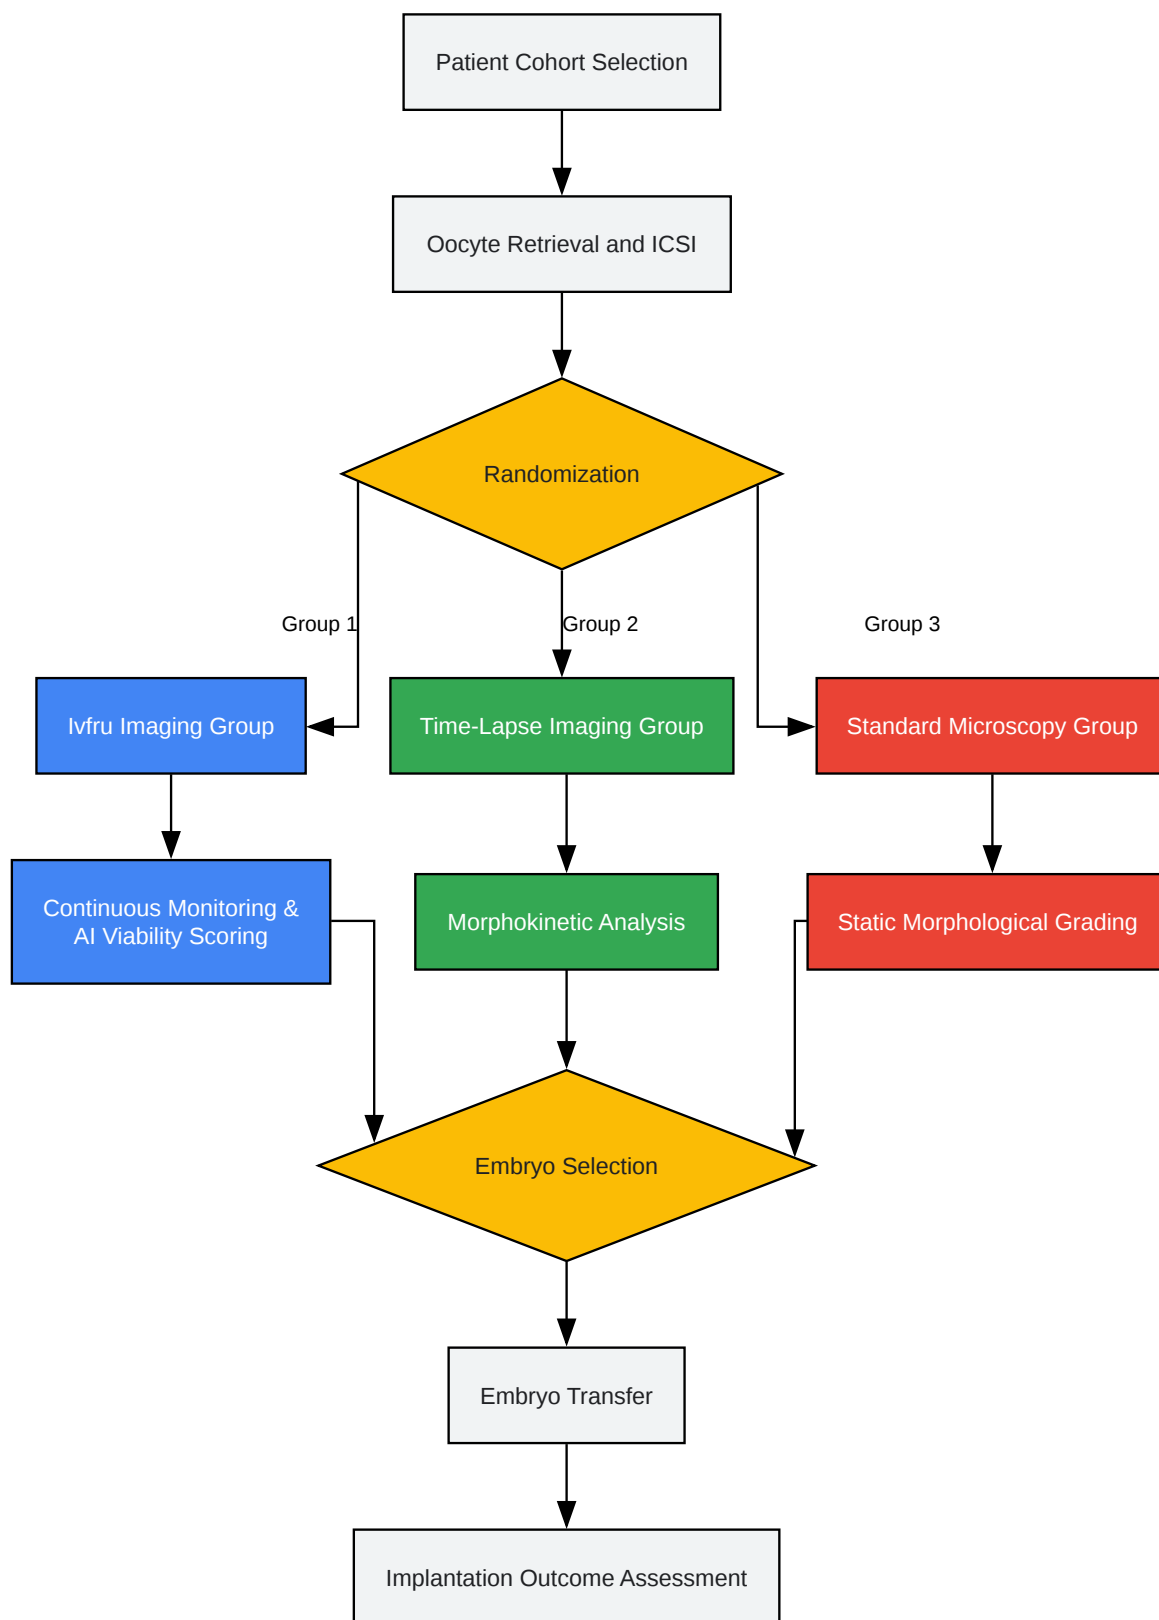 Patient Cohort Selection
Oocyte Retrieval and ICSI
Randomization
Group 1
Group 2
Group 3
Ivfru Imaging Group
Time-Lapse Imaging Group
Standard Microscopy Group
Continuous Monitoring &
AI Viability Scoring
Morphokinetic Analysis
Static Morphological Grading
Embryo Selection
Embryo Transfer
Implantation Outcome Assessment